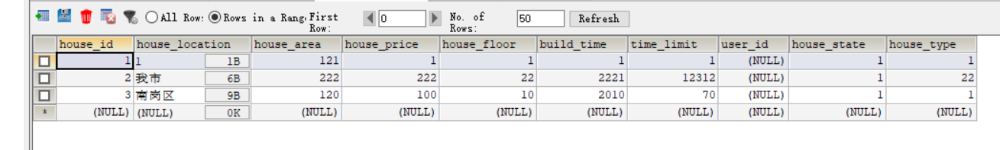 All Row: Rows in a Rang. First Row: 0 No. of Rows: 50 Refresh
house_id house_location house_area house_price house_floor build_time time_limit user_id house_state house_type
1 1 1B 121 1 1 1 1 (NULL) 1 1
2 我市 6B 222 222 22 2221 12312 (NULL) 1 22
3 南岗区 9B 120 100 10 2010 70 (NULL) 1 1
* (NULL) (NULL) 0K (NULL) (NULL) (NULL) (NULL) (NULL) (NULL) (NULL) (NULL)